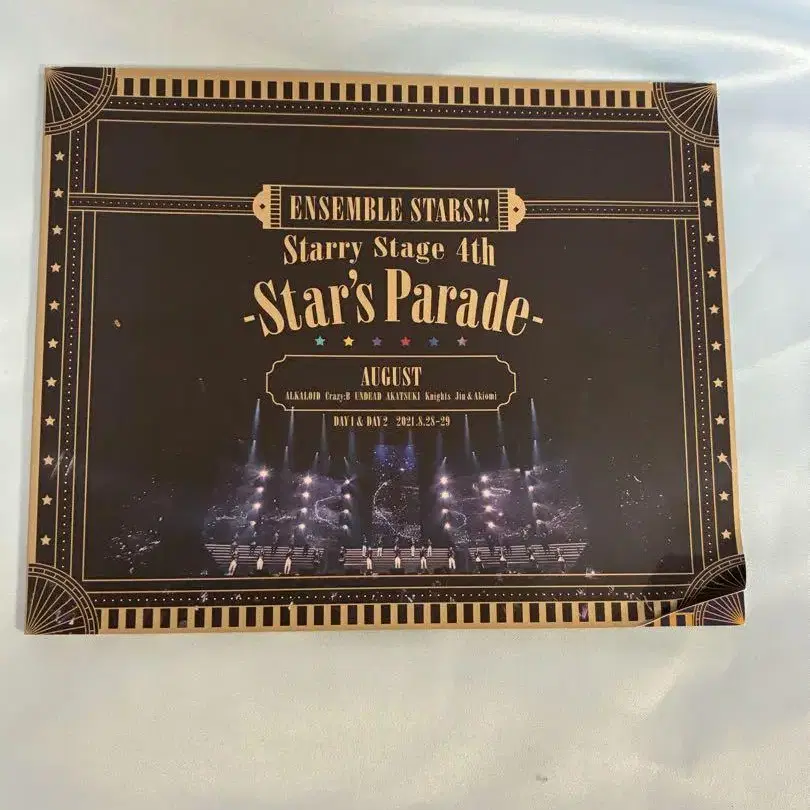 ENSEMBLE STARS!!
Starry Stage 4th
-Star's Parade-
AUGUST
ALKALOID Crazy:B UNDEAD AKATSUKI Knights Jin & Akiomi
DAY1 & DAY2 2021.8.28-29